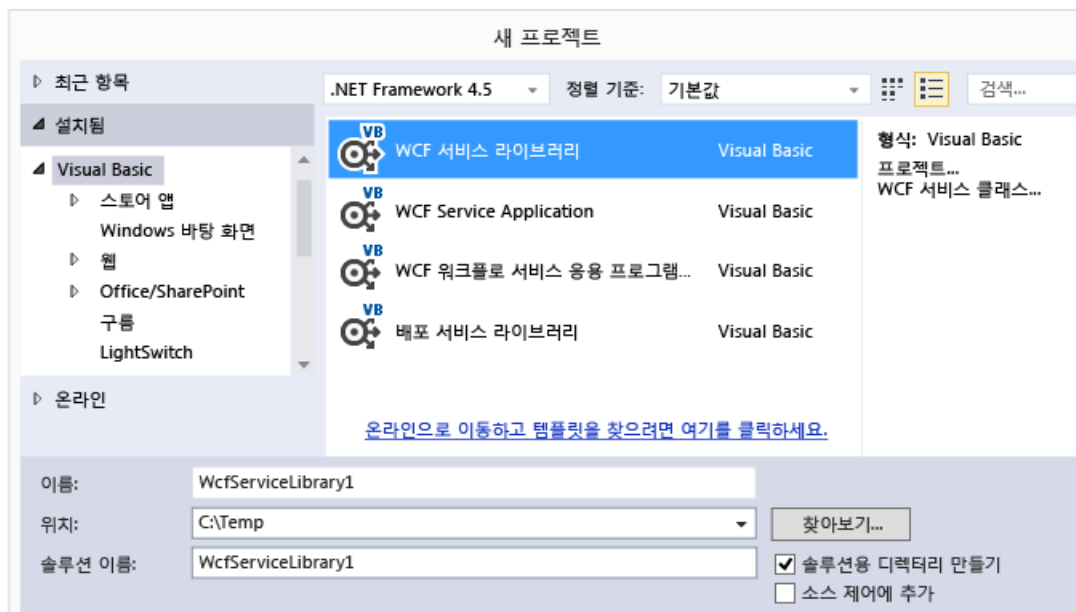 새 프로젝트
최근 항목
설치됨
Visual Basic
스토어 앱
Windows 바탕 화면
웹
Office/SharePoint
구름
LightSwitch
온라인
.NET Framework 4.5 정렬 기준: 기본값 검색...
VB
WCF 서비스 라이브러리 Visual Basic
VB
WCF Service Application Visual Basic
VB
WCF 워크플로 서비스 응용 프로그램... Visual Basic
VB
배포 서비스 라이브러리 Visual Basic
온라인으로 이동하고 템플릿을 찾으려면 여기를 클릭하세요.
형식: Visual Basic
프로젝트...
WCF 서비스 클래스...
이름: WcfServiceLibrary1
위치: C:\Temp 찾아보기...
솔루션 이름: WcfServiceLibrary1
솔루션용 디렉터리 만들기
소스 제어에 추가